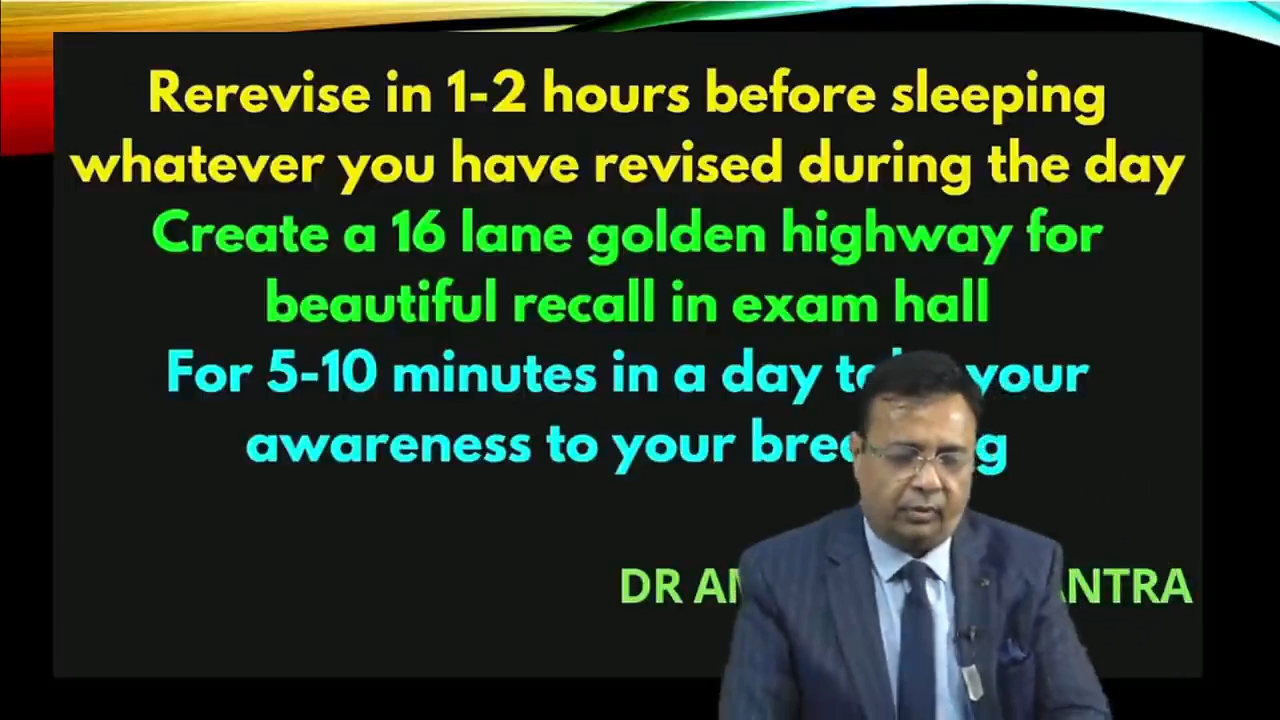 Rerevise in 1-2 hours before sleeping
whatever you have revised during the day
Create a 16 lane golden highway for
beautiful recall in exam hall
For 5-10 minutes in a day your
awareness to your
DR